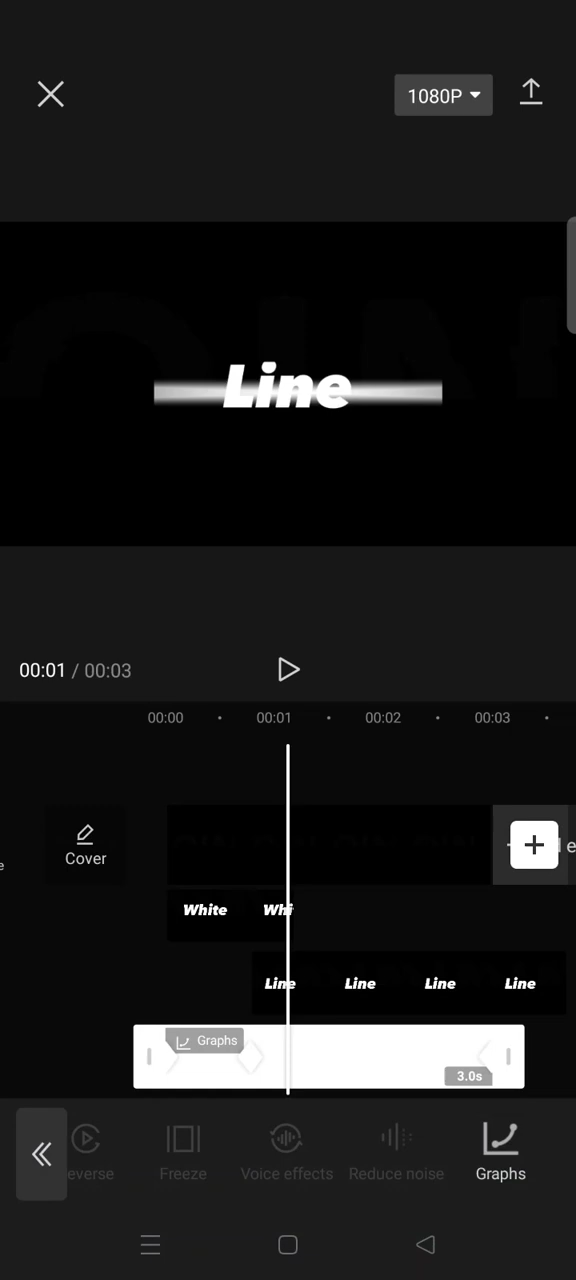 1080P
Line
00:01 / 00:03
00:00 00:01 00:02 00:03
Cover
White Whi
Line Line Line Line
Graphs
3.0s
everse Freeze Voice effects Reduce noise Graphs